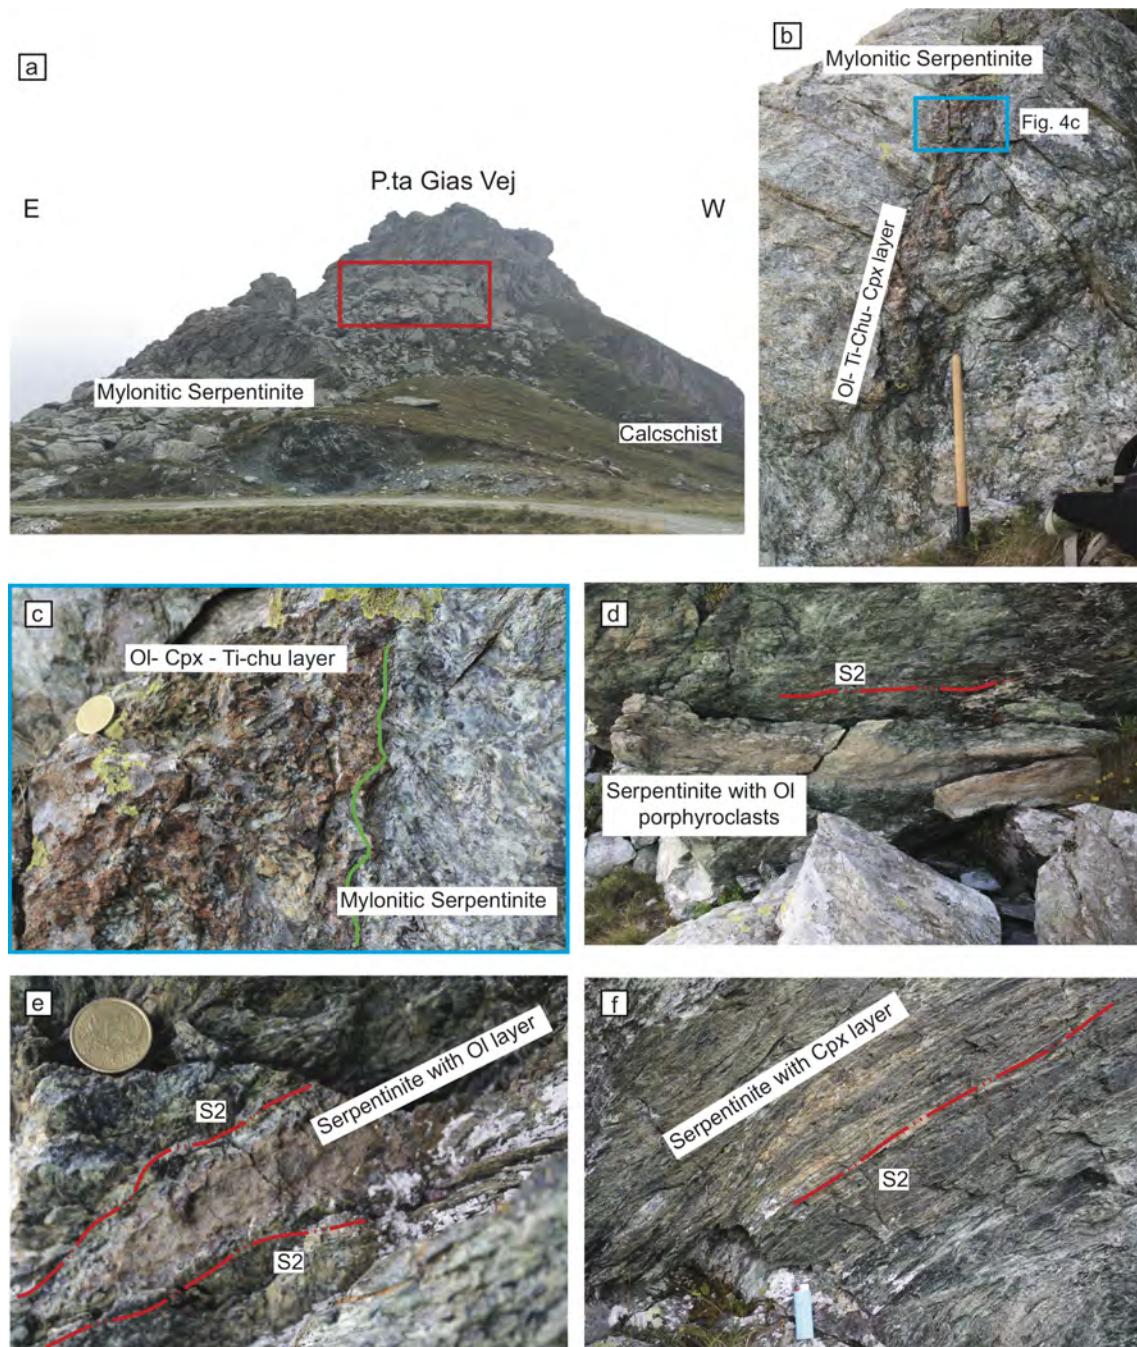 a
P.ta Gias Vej
E
W
Mylonitic Serpentinite
Calcschist
b
Mylonitic Serpentinite
Fig. 4c
Ol- Ti-Chu- Cpx layer
c
Ol- Cpx - Ti-chu layer
Mylonitic Serpentinite
d
S2
Serpentinite with Ol
porphyroclasts
e
Serpentinite with Ol layer
S2
S2
f
Serpentinite with Cpx layer
S2